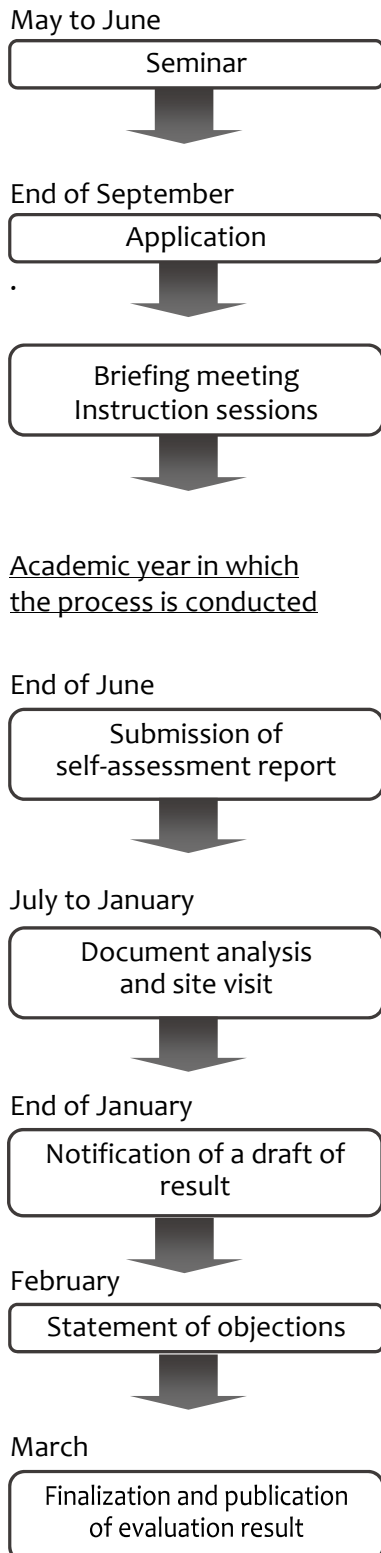 May to June
Seminar
End of September
Application
.
Briefing meeting
Instruction sessions
Academic year in which
the process is conducted
End of June
Submission of
self-assessment report
July to January
Document analysis
and site visit
End of January
Notification of a draft of
result
February
Statement of objections
March
Finalization and publication
of evaluation result